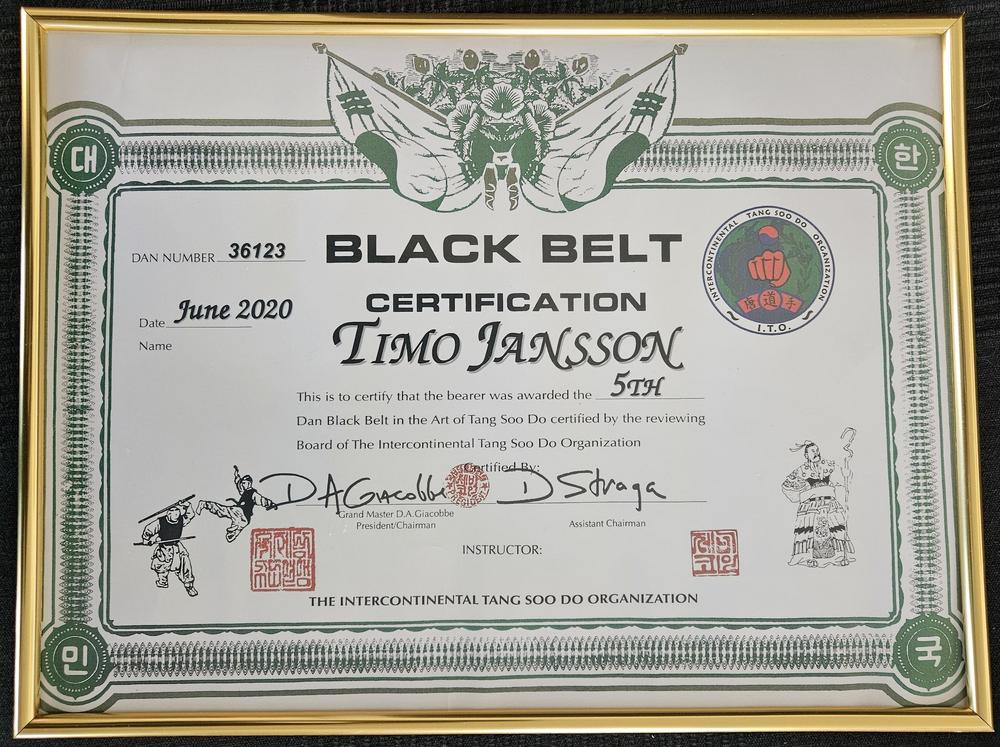 대
한
DAN NUMBER 36123
BLACK BELT
INTERCONTINENTAL TANG SOO DO ORGANIZATION
唐道手
I.T.O.
Date June 2020
CERTIFICATION
Name
TIMO JANSSON
This is to certify that the bearer was awarded the 5TH
Dan Black Belt in the Art of Tang Soo Do certified by the reviewing
Board of The Intercontinental Tang Soo Do Organization
Certified By:
D A Giacobbe
D Straga
Grand Master D.A.Giacobbe
President/Chairman
Assistant Chairman
INSTRUCTOR:
THE INTERCONTINENTAL TANG SOO DO ORGANIZATION
민
국